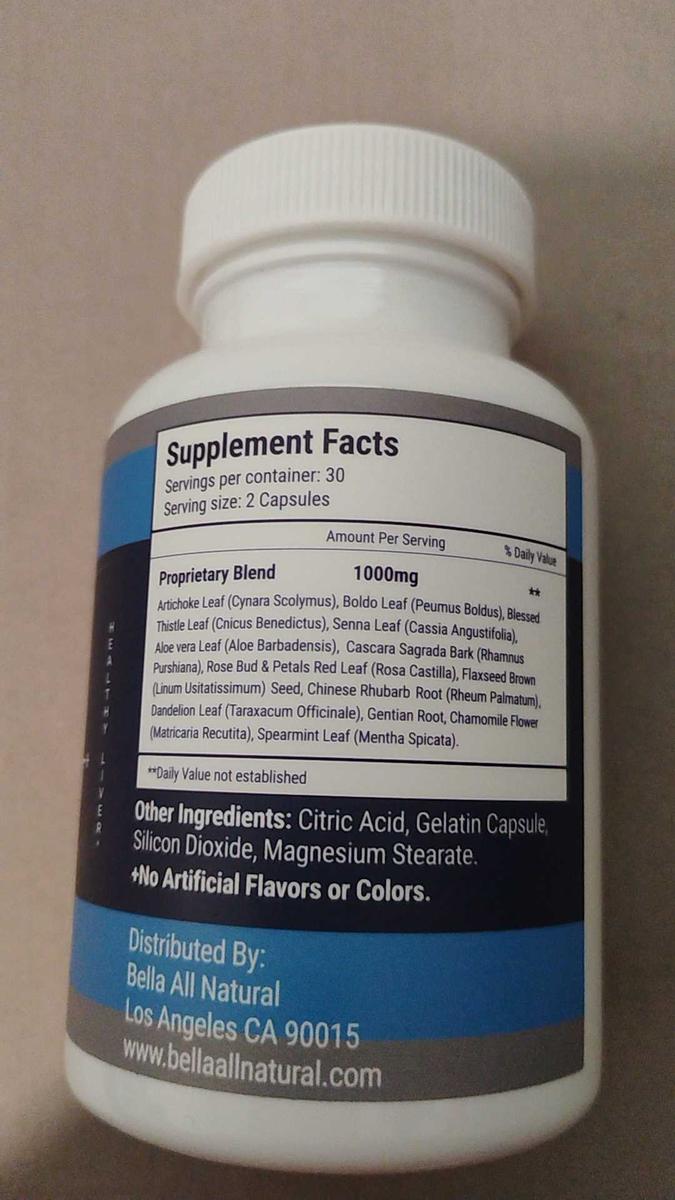 Supplement Facts
Servings per container: 30
Serving size: 2 Capsules
Amount Per Serving
% Daily Value
Proprietary Blend 1000mg **
Artichoke Leaf (Cynara Scolymus), Boldo Leaf (Peumus Boldus), Blessed
Thistle Leaf (Cnicus Benedictus), Senna Leaf (Cassia Angustifolia),
Aloe vera Leaf (Aloe Barbadensis), Cascara Sagrada Bark (Rhamnus
Purshiana), Rose Bud & Petals Red Leaf (Rosa Castilla), Flaxseed Brown
(Linum Usitatissimum) Seed, Chinese Rhubarb Root (Rheum Palmatum),
Dandelion Leaf (Taraxacum Officinale), Gentian Root, Chamomile Flower
(Matricaria Recutita), Spearmint Leaf (Mentha Spicata).
**Daily Value not established
Other Ingredients: Citric Acid, Gelatin Capsule,
Silicon Dioxide, Magnesium Stearate.
+No Artificial Flavors or Colors.
Distributed By:
Bella All Natural
Los Angeles CA 90015
www.bellaallnatural.com
HEALTHY LIVER